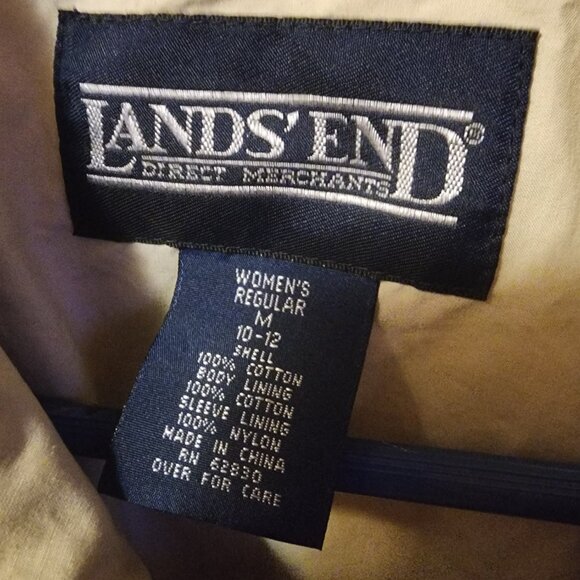 LANDS' END®
DIRECT MERCHANTS
WOMEN'S
REGULAR
M
10-12
SHELL
100% COTTON
BODY LINING
100% COTTON
SLEEVE LINING
100% NYLON
MADE IN CHINA
RN 62830
OVER FOR CARE